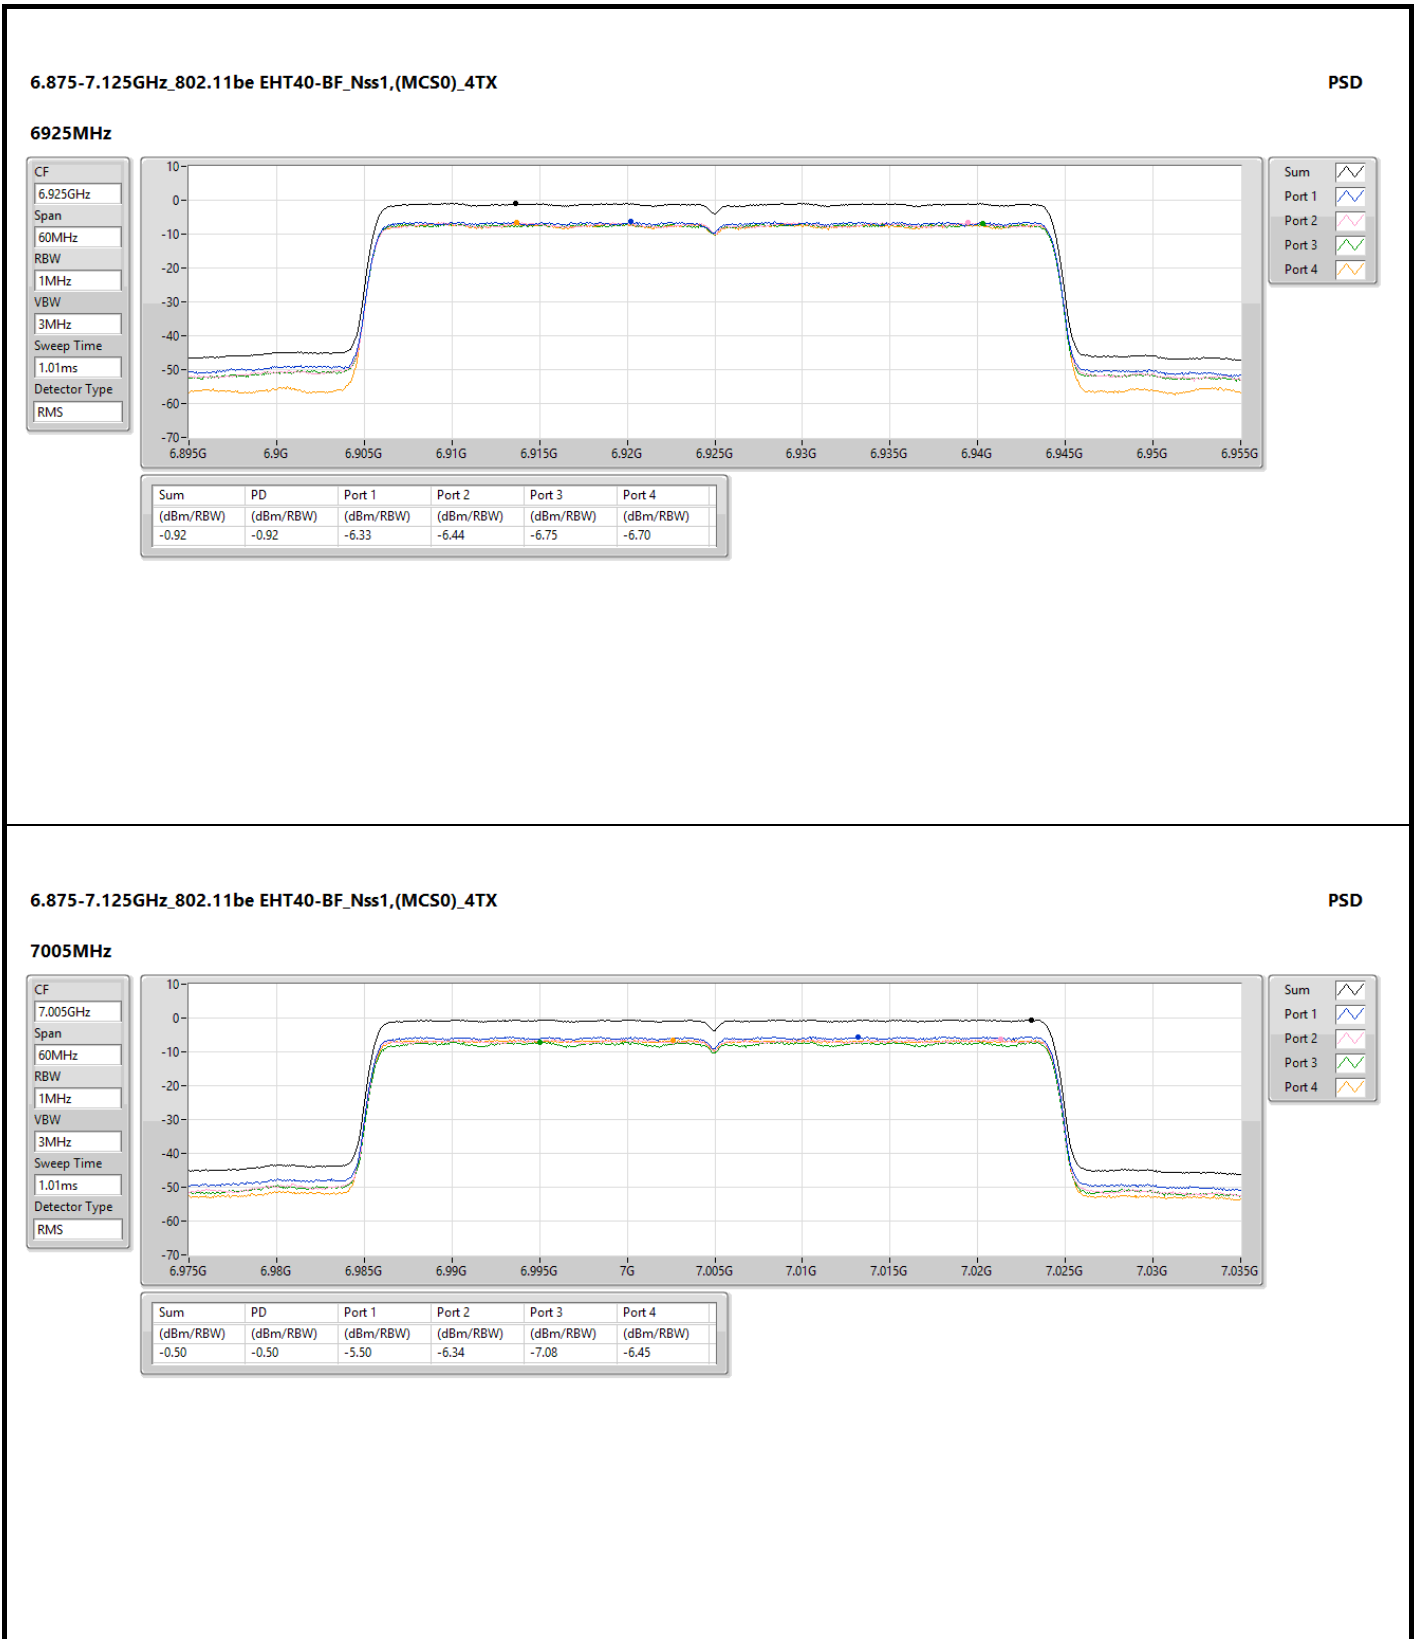 6.875-7.125GHz_802.11be EHT40-BF_Nss1,(MCS0)_4TX PSD
6925MHz
CF
6.925GHz
Span
60MHz
RBW
1MHz
VBW
3MHz
Sweep Time
1.01ms
Detector Type
RMS
10
0
-10
-20
-30
-40
-50
-60
-70
6.895G 6.9G 6.905G 6.91G 6.915G 6.92G 6.925G 6.93G 6.935G 6.94G 6.945G 6.95G 6.955G
Sum
Port 1
Port 2
Port 3
Port 4
Sum PD Port 1 Port 2 Port 3 Port 4
(dBm/RBW) (dBm/RBW) (dBm/RBW) (dBm/RBW) (dBm/RBW) (dBm/RBW)
-0.92 -0.92 -6.33 -6.44 -6.75 -6.70
6.875-7.125GHz_802.11be EHT40-BF_Nss1,(MCS0)_4TX PSD
7005MHz
CF
7.005GHz
Span
60MHz
RBW
1MHz
VBW
3MHz
Sweep Time
1.01ms
Detector Type
RMS
10
0
-10
-20
-30
-40
-50
-60
-70
6.975G 6.98G 6.985G 6.99G 6.995G 7G 7.005G 7.01G 7.015G 7.02G 7.025G 7.03G 7.035G
Sum
Port 1
Port 2
Port 3
Port 4
Sum PD Port 1 Port 2 Port 3 Port 4
(dBm/RBW) (dBm/RBW) (dBm/RBW) (dBm/RBW) (dBm/RBW) (dBm/RBW)
-0.50 -0.50 -5.50 -6.34 -7.08 -6.45